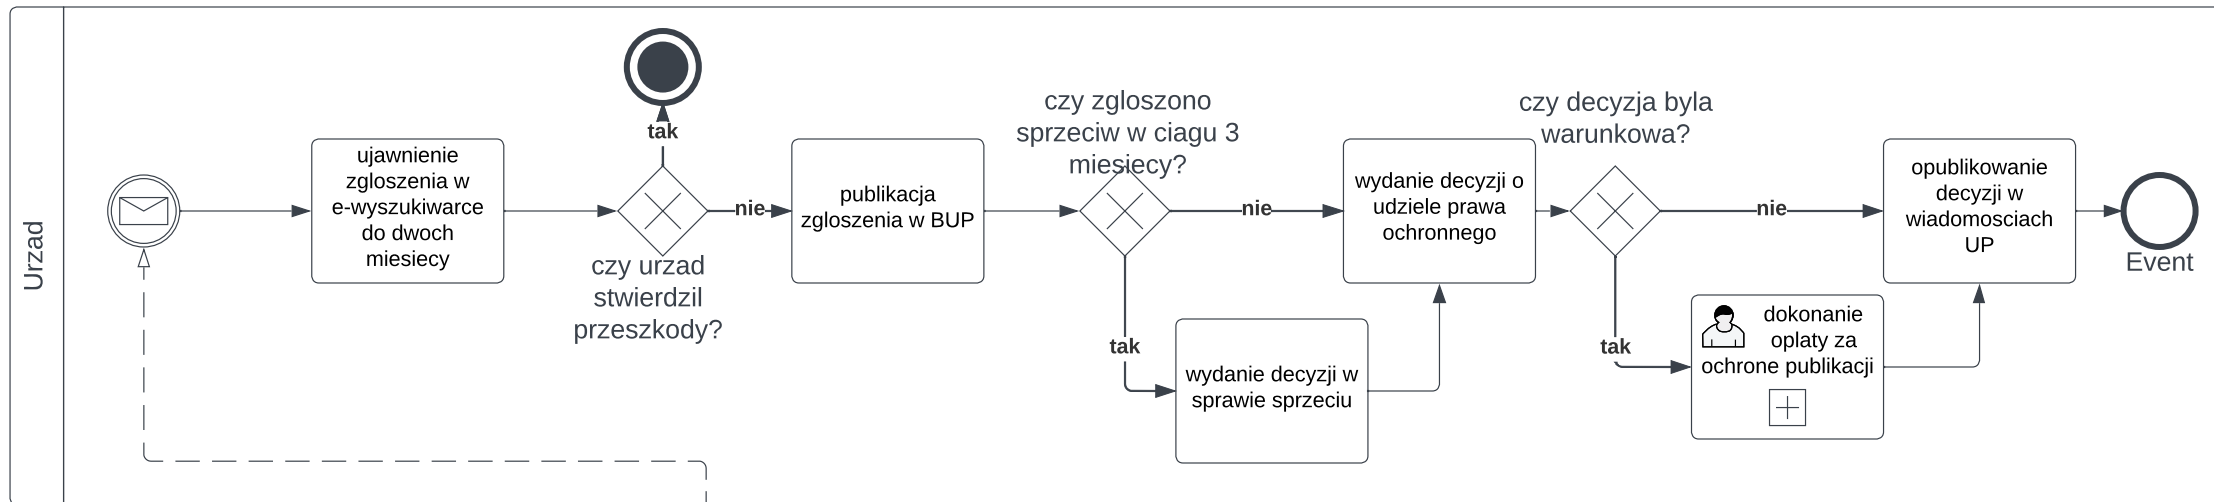 Urzad
ujawnienie
zgloszenia w
e-wyszukiwarce
do dwoch
miesiecy
tak
nie
czy urzad
stwierdzil
przeszkody?
publikacja
zgloszenia w BUP
czy zgloszono
sprzeciw w ciagu 3
miesiecy?
nie
tak
wydanie decyzji w
sprawie sprzeciu
wydanie decyzji o
udziele prawa
ochronnego
czy decyzja byla
warunkowa?
nie
tak
dokonanie
oplaty za
ochrone publikacji
opublikowanie
decyzji w
wiadomosciach
UP
Event